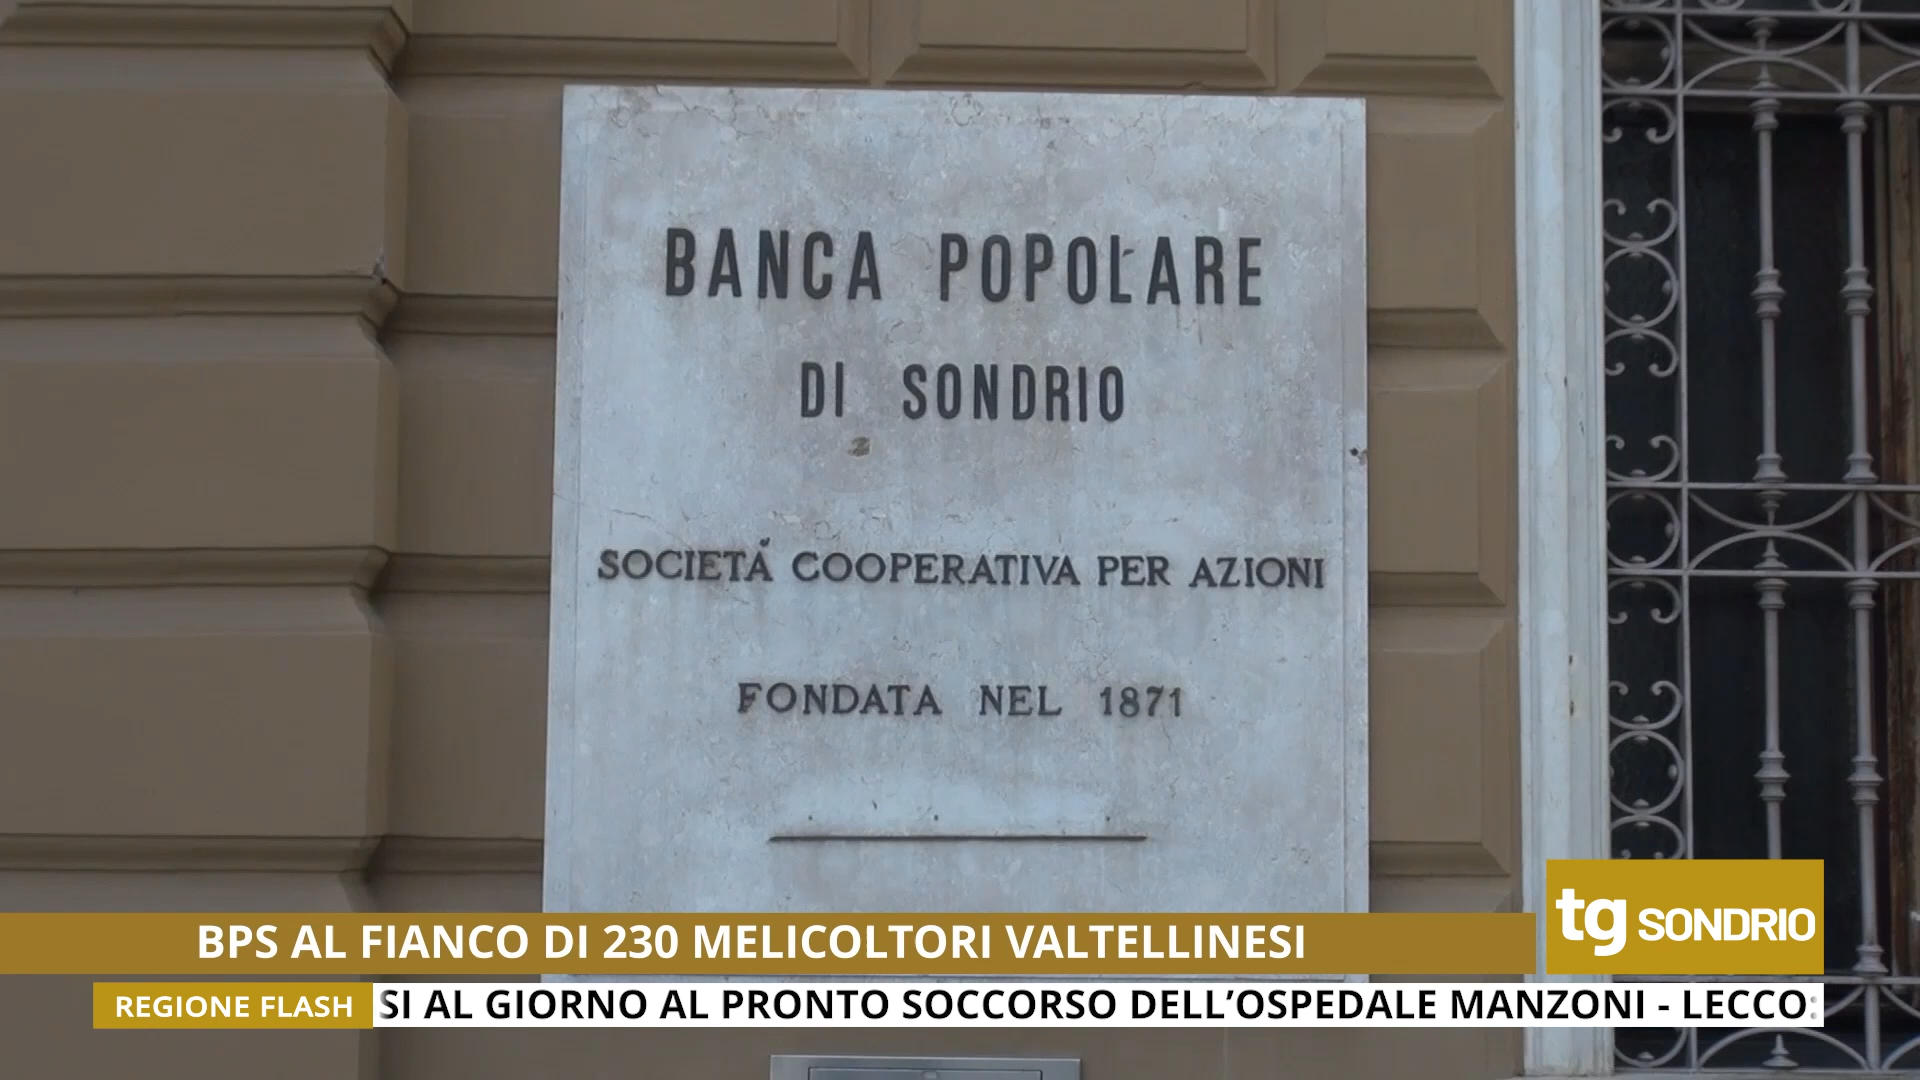 BANCA POPOLARE
DI SONDRIO
SOCIETÁ COOPERATIVA PER AZIONI
FONDATA NEL 1871
BPS AL FIANCO DI 230 MELICOLTORI VALTELLINESI
tg SONDRIO
REGIONE FLASH
SI AL GIORNO AL PRONTO SOCCORSO DELL’OSPEDALE MANZONI - LECCO: